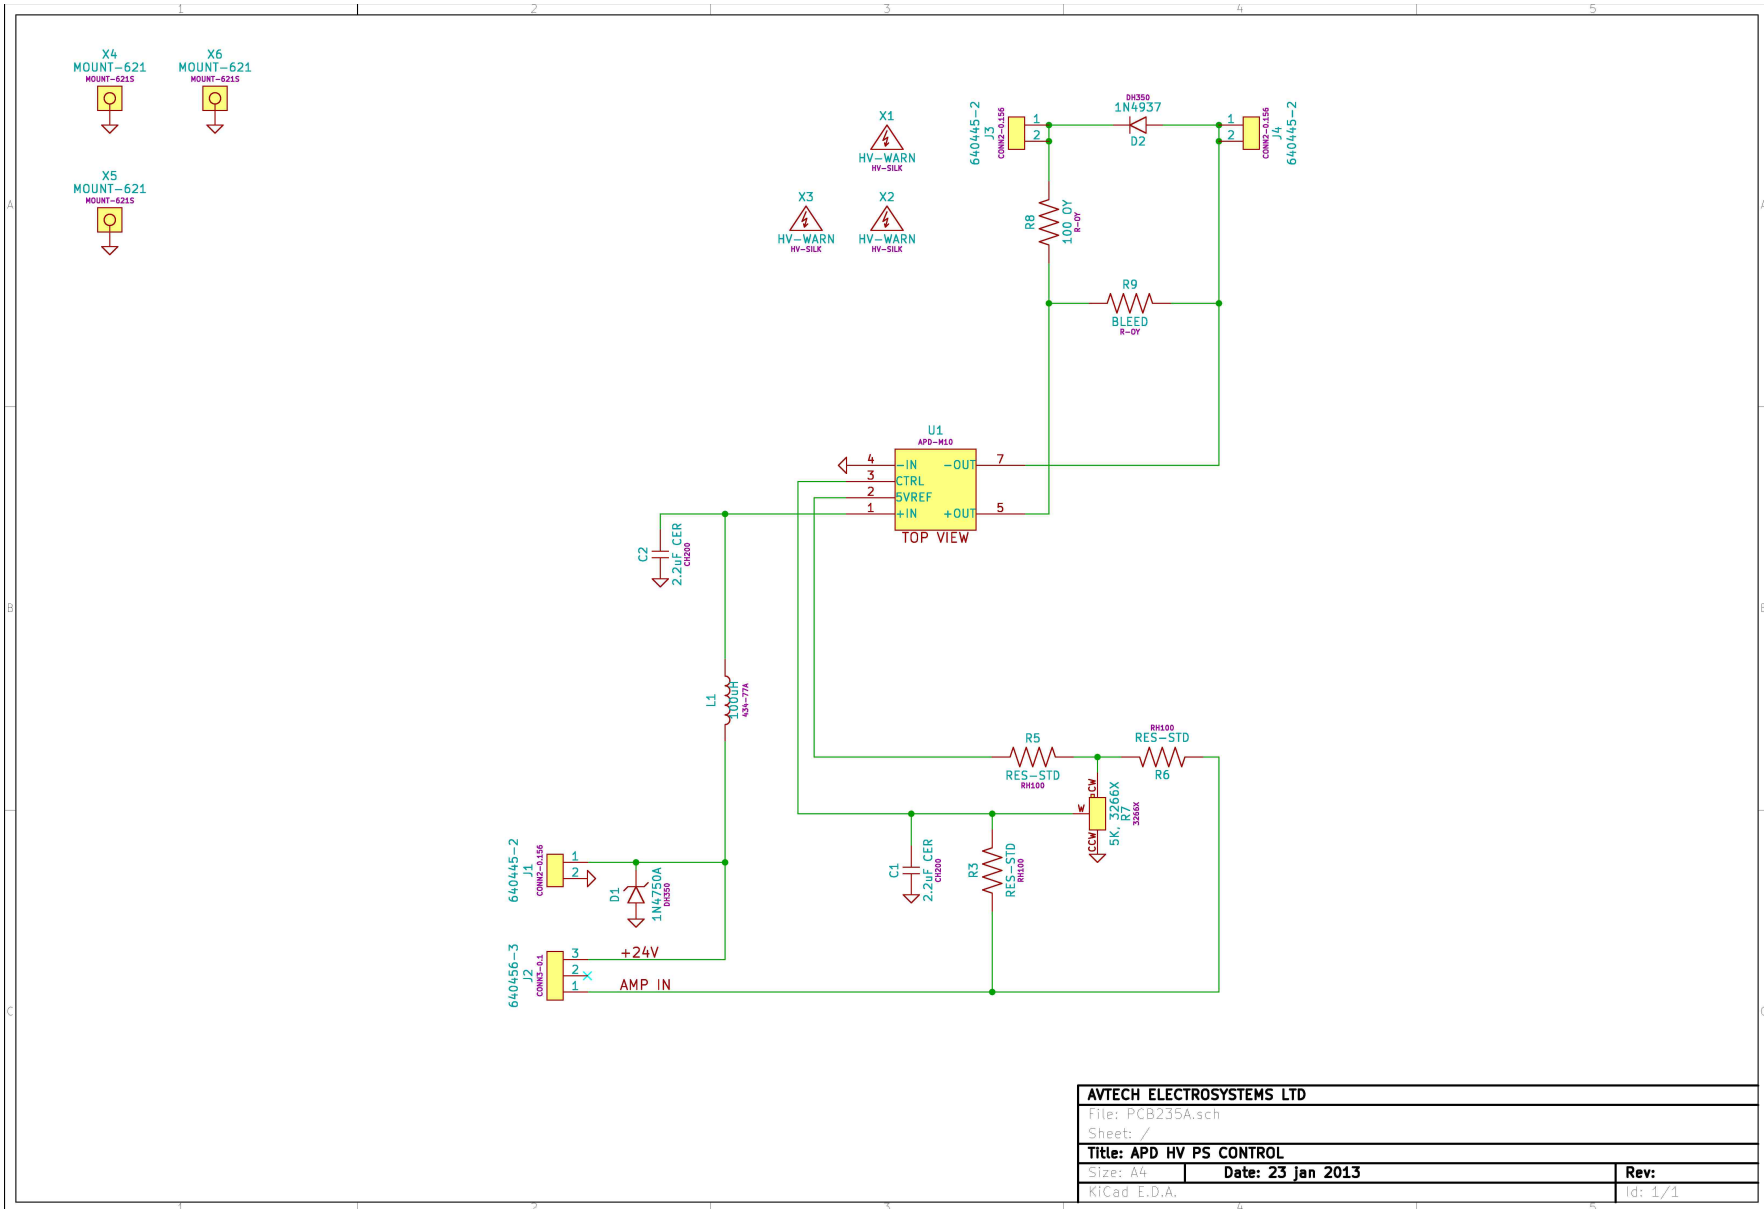 1 2 3 4 5
X4
MOUNT-621
MOUNT-621S
X6
MOUNT-621
MOUNT-621S
X5
MOUNT-621
MOUNT-621S
X1
HV-WARN
HV-SILK
X3
HV-WARN
HV-SILK
X2
HV-WARN
HV-SILK
640445-2
J3
CONN2-0.156
1
2
DH350
1N4937
D2
1
2
CONN2-0.156
J4
640445-2
A
R8
100 OY
R-OY
R9
BLEED
R-OY
U1
APD-M10
4 -IN
3 CTRL
2 5VREF
1 +IN
-OUT 7
+OUT 5
TOP VIEW
C2
2.2uF CER
CH200
B
L1
100uH
434-77A
R5
RES-STD
RH100
RH100
RES-STD
R6
CW
W
CCW
5K, 3266X
R7
3266X
C1
2.2uF CER
CH200
R3
RES-STD
RH100
640445-2
J1
CONN2-0.156
1
2
D1
1N4750A
DH350
640456-3
J2
CONN3-0.1
3
2
1
+24V
AMP IN
C
AVTECH ELECTROSYSTEMS LTD
File: PCB235A.sch
Sheet: /
Title: APD HV PS CONTROL
Size: A4 Date: 23 jan 2013 Rev:
KiCad E.D.A. Id: 1/1